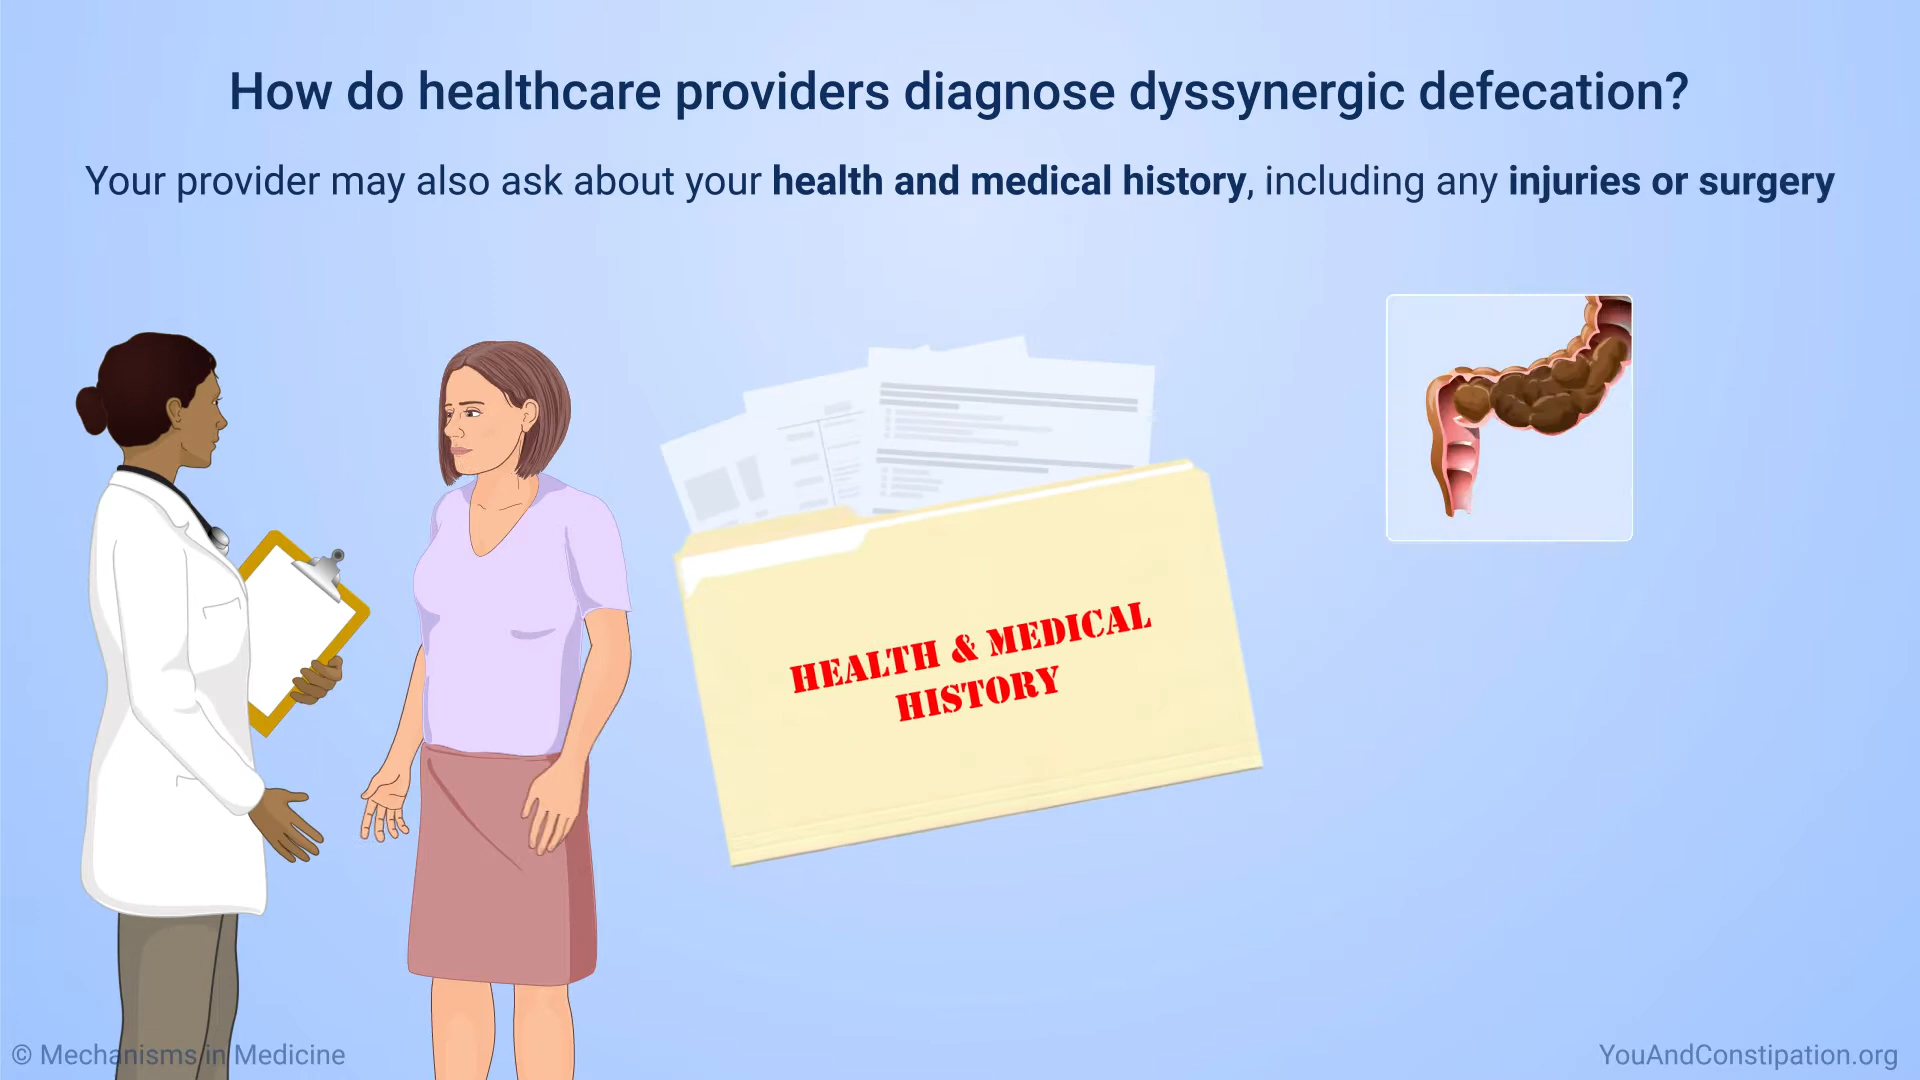 How do healthcare providers diagnose dyssynergic defecation?
Your provider may also ask about your health and medical history, including any injuries or surgery
HEALTH & MEDICAL
HISTORY
© Mechanisms in Medicine
YouAndConstipation.org